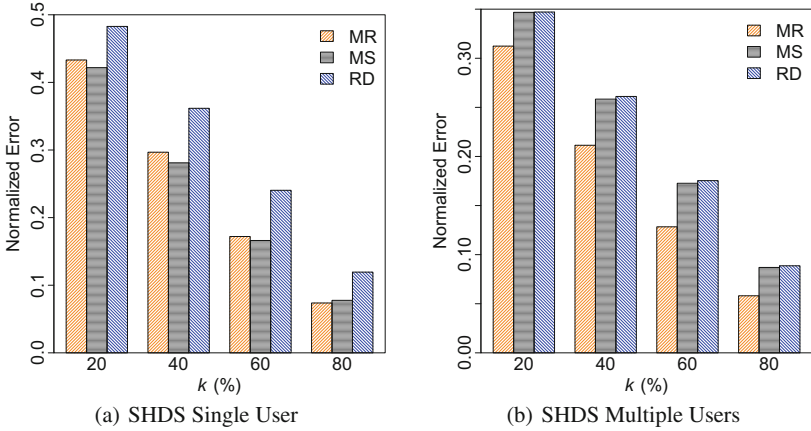 0.5
0.4
0.3
0.2
0.1
0.0
Normalized Error
MR
MS
RD
20 40 60 80
k (%)
(a) SHDS Single User
0.30
0.20
0.10
0.00
Normalized Error
MR
MS
RD
20 40 60 80
k (%)
(b) SHDS Multiple Users